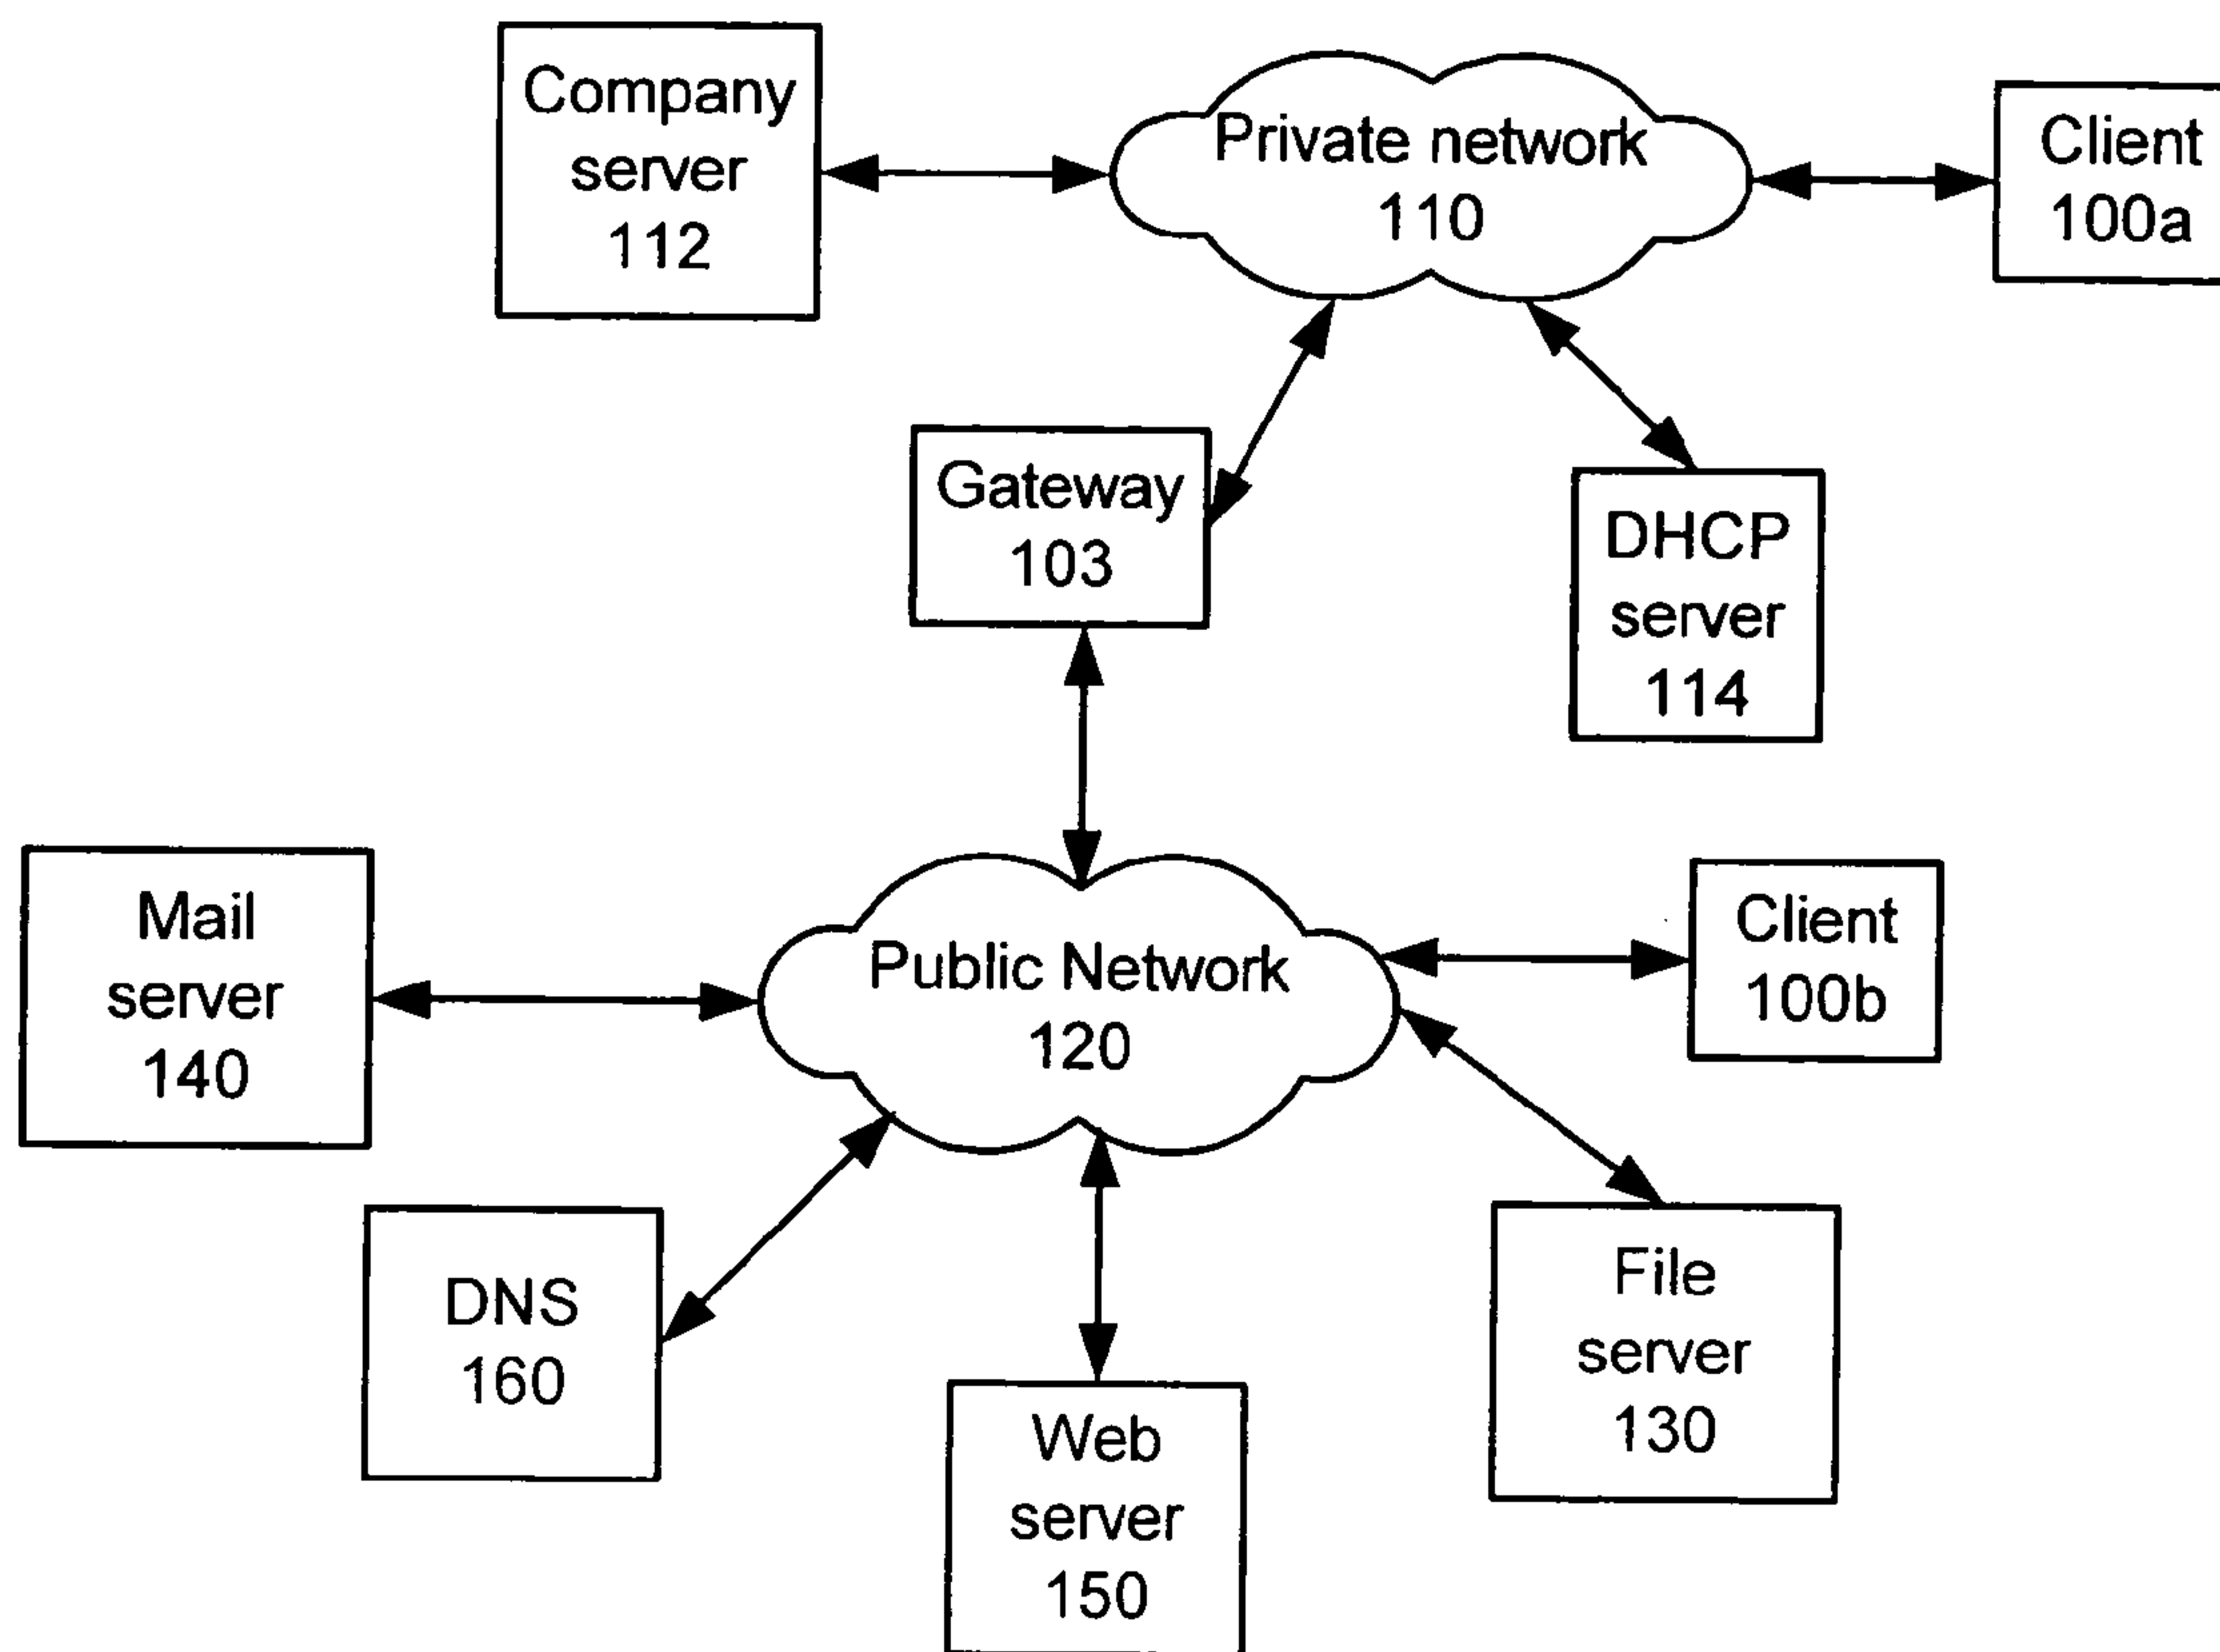 Company
server
112
Private network
110
Client
100a
Gateway
103
DHCP
server
114
Mail
server
140
Public Network
120
Client
100b
DNS
160
Web
server
150
File
server
130